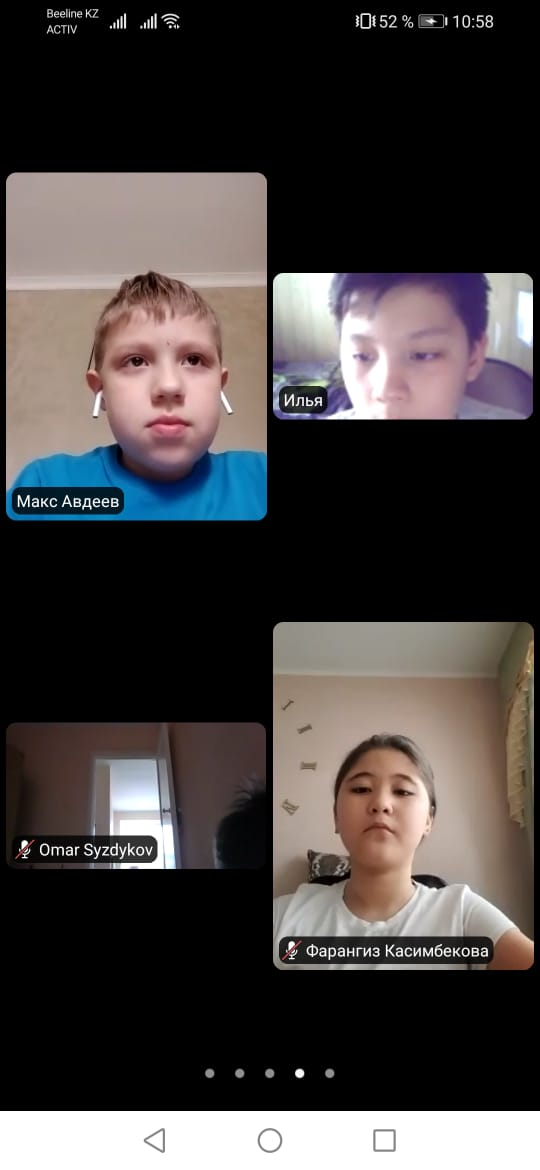 Beeline KZ
ACTIV
52 % 10:58
Макс Авдеев
Илья
Omar Syzdykov
Фарангиз Касимбекова